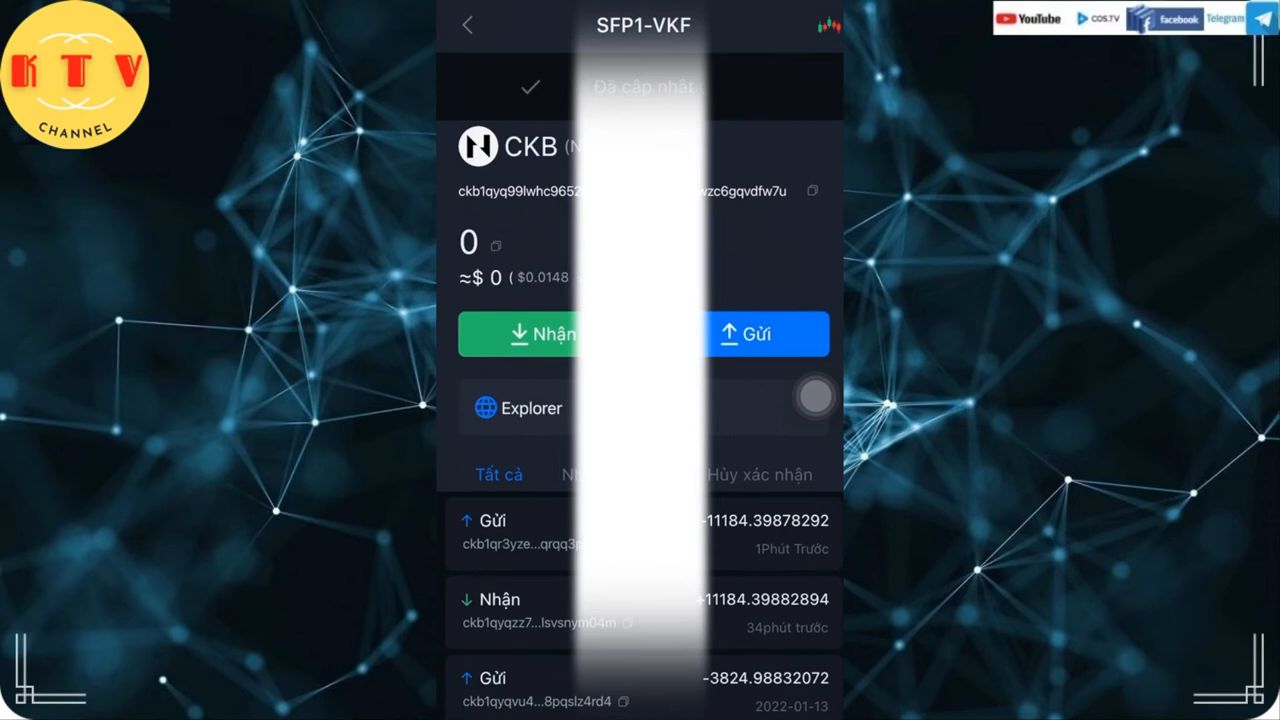 KTV
CHANNEL
YouTube
COS.TV
facebook
Telegram
SFP1-VKF
Đã cập nhật
CKB
ckb1qyq99lwhc9652 wzc6gqvdfw7u
0
≈$ 0 ( $0.0148
Nhận Gửi
Explorer
Tất cả Hủy xác nhận
Gửi -11184.39878292
ckb1qr3yze...qrqq3p 1Phút Trước
Nhận +11184.39882894
ckb1qyqzz7...lsvsnym04m 34phút trước
Gửi -3824.98832072
ckb1qyqvu4...8pqslz4rd4 2022-01-13